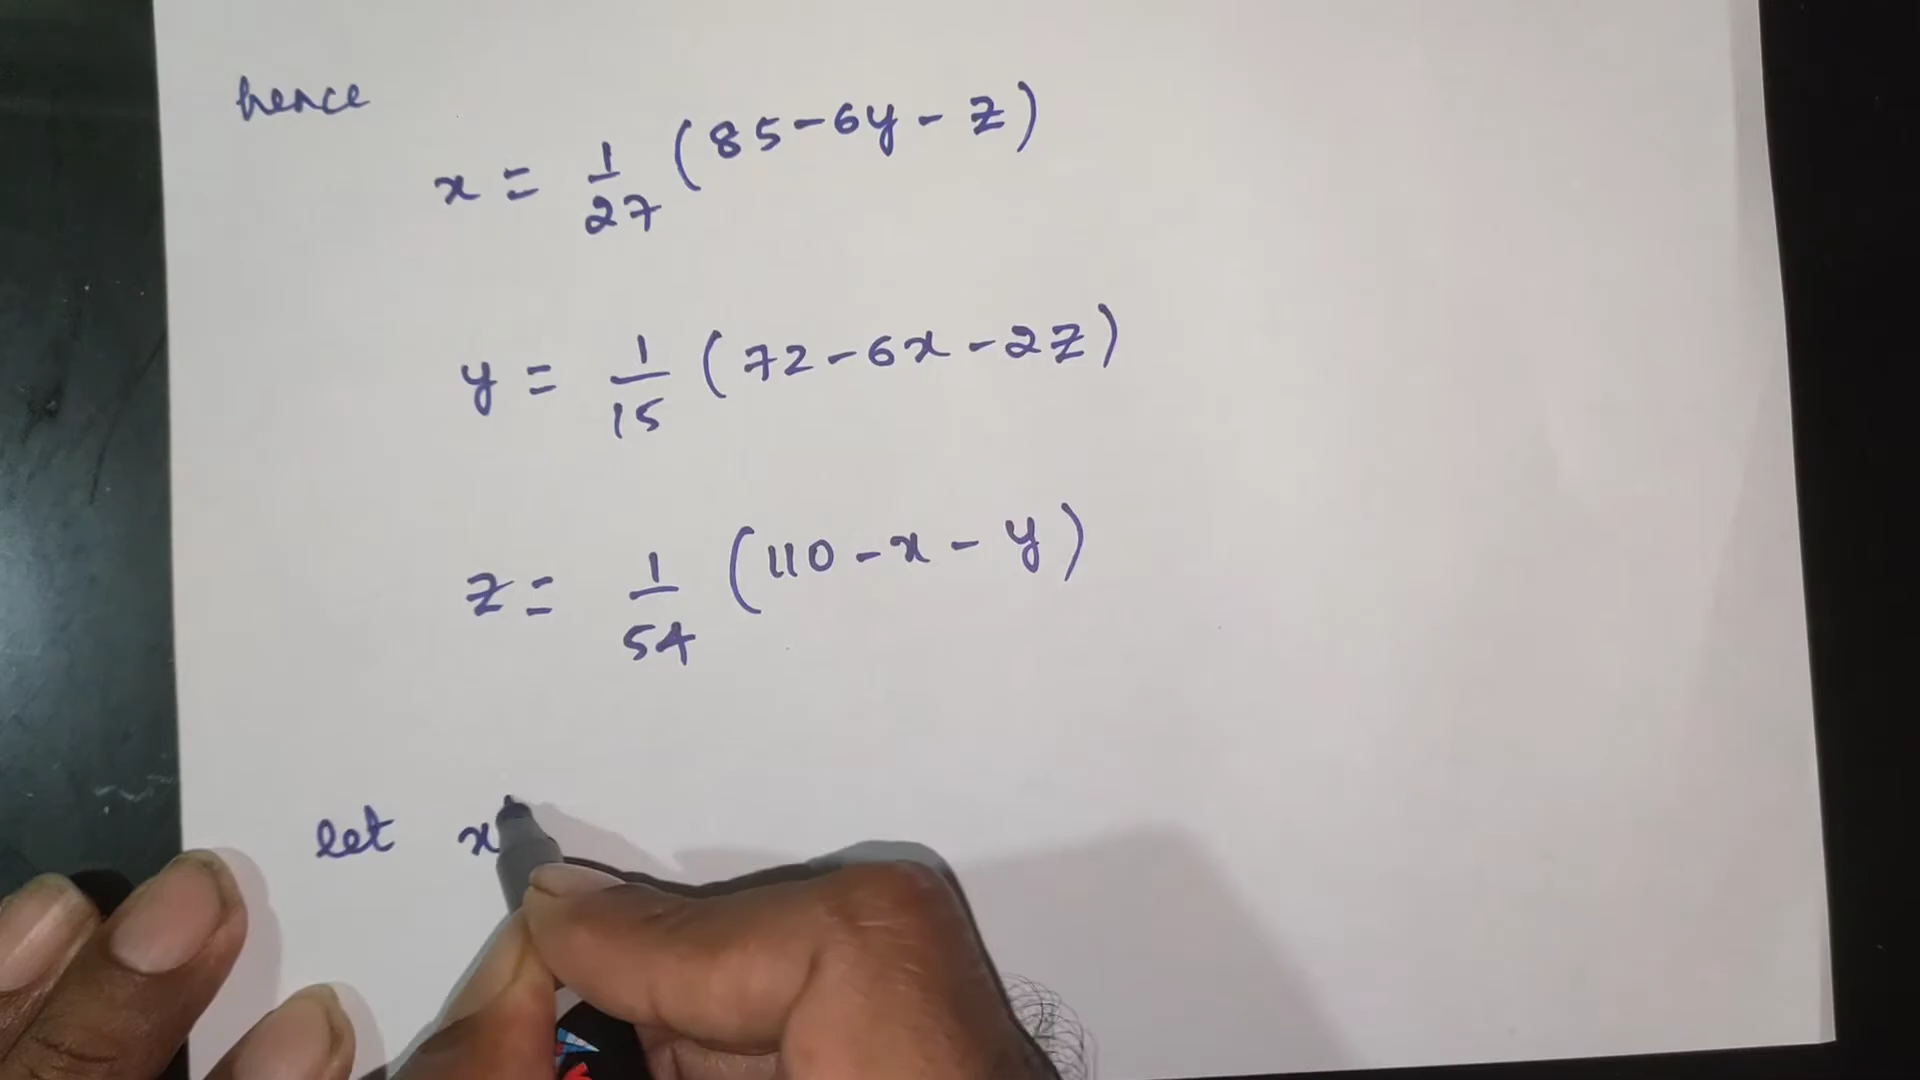 hence
x = 1/27 (85-6y-z)
y = 1/15 (72-6x-2z)
z = 1/54 (110-x-y)
let x